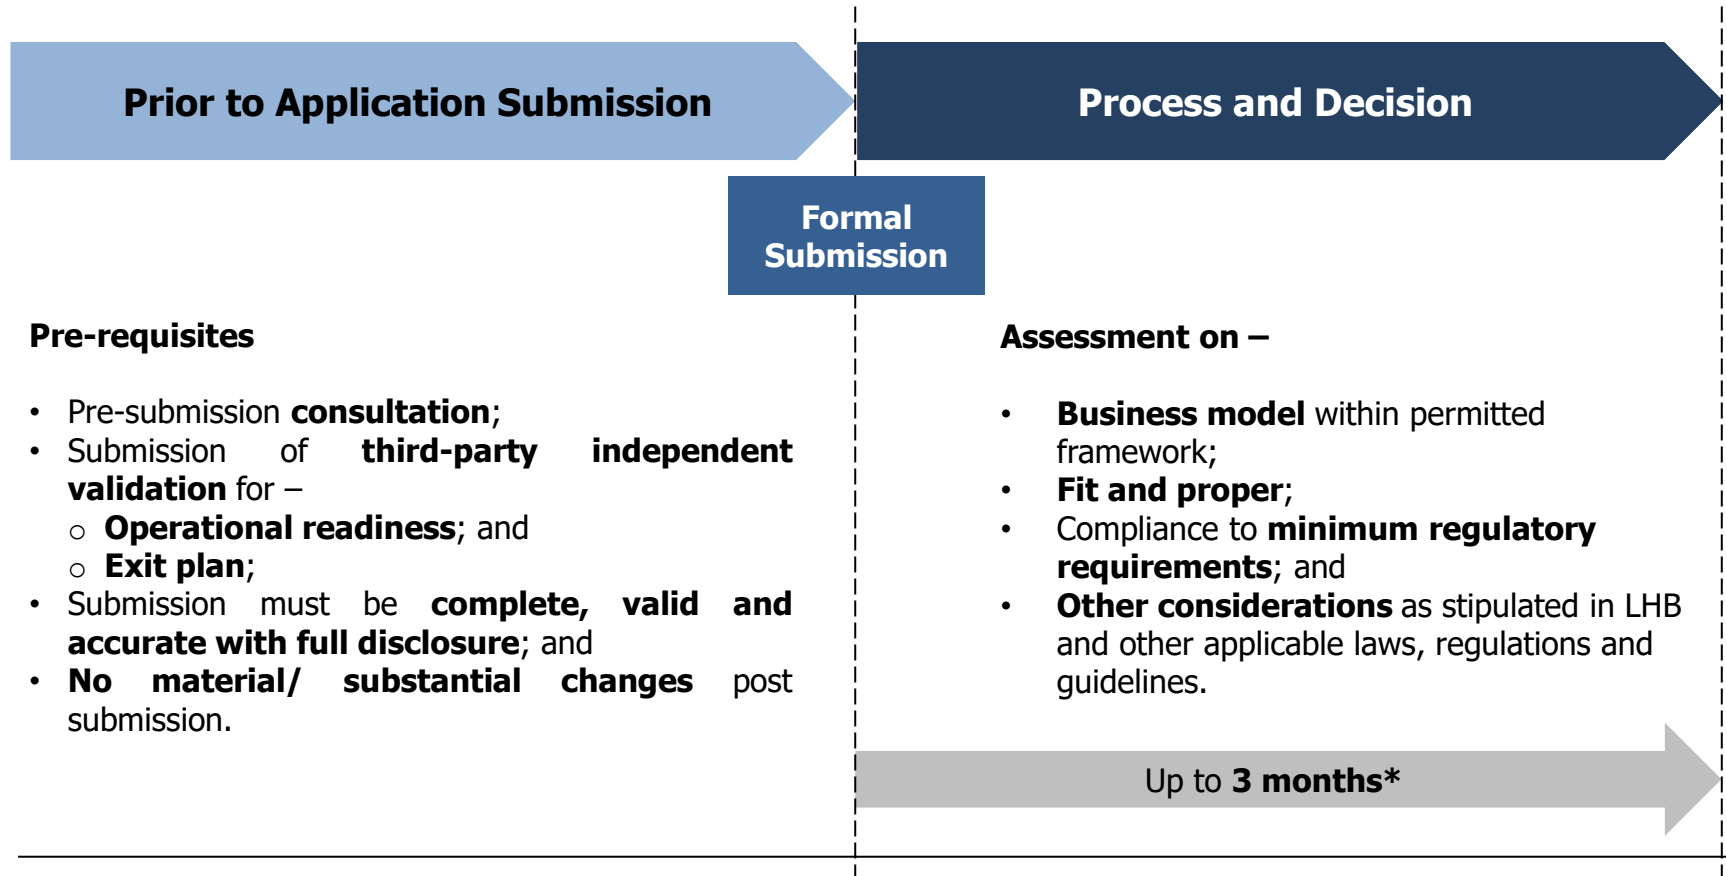 Prior to Application Submission
Process and Decision
Formal
Submission
Pre-requisites
• Pre-submission consultation;
• Submission of third-party independent
validation for –
o Operational readiness; and
o Exit plan;
• Submission must be complete, valid and
accurate with full disclosure; and
• No material/ substantial changes post
submission.
Assessment on –
• Business model within permitted
framework;
• Fit and proper;
• Compliance to minimum regulatory
requirements; and
• Other considerations as stipulated in LHB
and other applicable laws, regulations and
guidelines.
Up to 3 months*